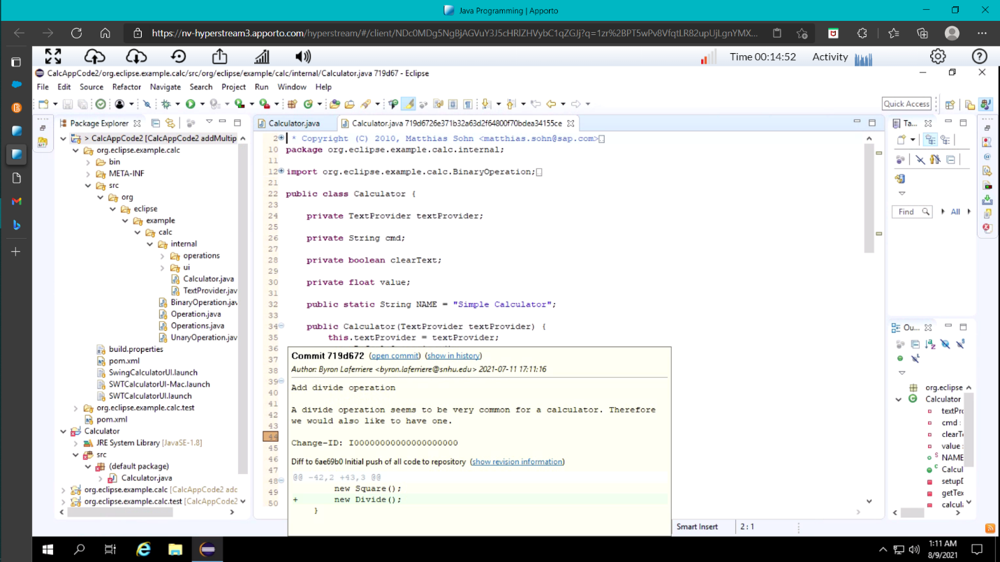 Java Programming | Apporto
https://nv-hyperstream3.apporto.com/hyperstream/#/client/NDc0MDg5NgBjAGVuY3J5cHRlZHVybC1qZGJj?q=1zr%2BPT5wPv8VfqtLR82upUjLgnYMX...
Time 00:14:52 Activity
CalcAppCode2/org.eclipse.example.calc/src/org/eclipse/example/calc/internal/Calculator.java 719d67 - Eclipse
File Edit Source Refactor Navigate Search Project Run Window Help
Quick Access
Package Explorer
> CalcAppCode2 [CalcAppCode2 addMultip
org.eclipse.example.calc
bin
META-INF
src
org
eclipse
example
calc
internal
operations
ui
Calculator.java
TextProvider.jav
BinaryOperation.jav
Operation.java
Operations.java
UnaryOperation.jav
build.properties
pom.xml
SwingCalculatorUI.launch
SWTCalculatorUI-Mac.launch
SWTCalculatorUI.launch
org.eclipse.example.calc.test
pom.xml
Calculator
JRE System Library [JavaSE-1.8]
src
(default package)
Calculator.java
org.eclipse.example.calc [CalcAppCode2 adc
org.eclipse.example.calc.test [CalcAppCode2
Calculator.java
Calculator.java 719d6726e371b32a63d2f64800f70bdea34155ce
2 * Copyright (C) 2010, Matthias Sohn <matthias.sohn@sap.com>
10 package org.eclipse.example.calc.internal;
11
12 import org.eclipse.example.calc.BinaryOperation;
21
22 public class Calculator {
23
24 private TextProvider textProvider;
25
26 private String cmd;
27
28 private boolean clearText;
29
30 private float value;
31
32 public static String NAME = "Simple Calculator";
33
34 public Calculator(TextProvider textProvider) {
35 this.textProvider = textProvider;
36
37
38
39
40
41
42
43
44
45
46
47
48
49
50
Commit 719d672 (open commit) (show in history)
Author: Byron Laferriere <byron.laferriere@snhu.edu> 2021-07-11 17:11:16
Add divide operation
A divide operation seems to be very common for a calculator. Therefore
we would also like to have one.
Change-ID: I00000000000000000000
Diff to 6ae69b0 Initial push of all code to repository (show revision information)
@@ -42,2 +43,3 @@
new Square();
+ new Divide();
}
Ta...
Find All
Ou...
org.eclipse
Calculator
textPr
cmd :
clearT
value :
NAME
Calcul
setupD
getTex
calcul
Smart Insert 2 : 1
1:11 AM
8/9/2021